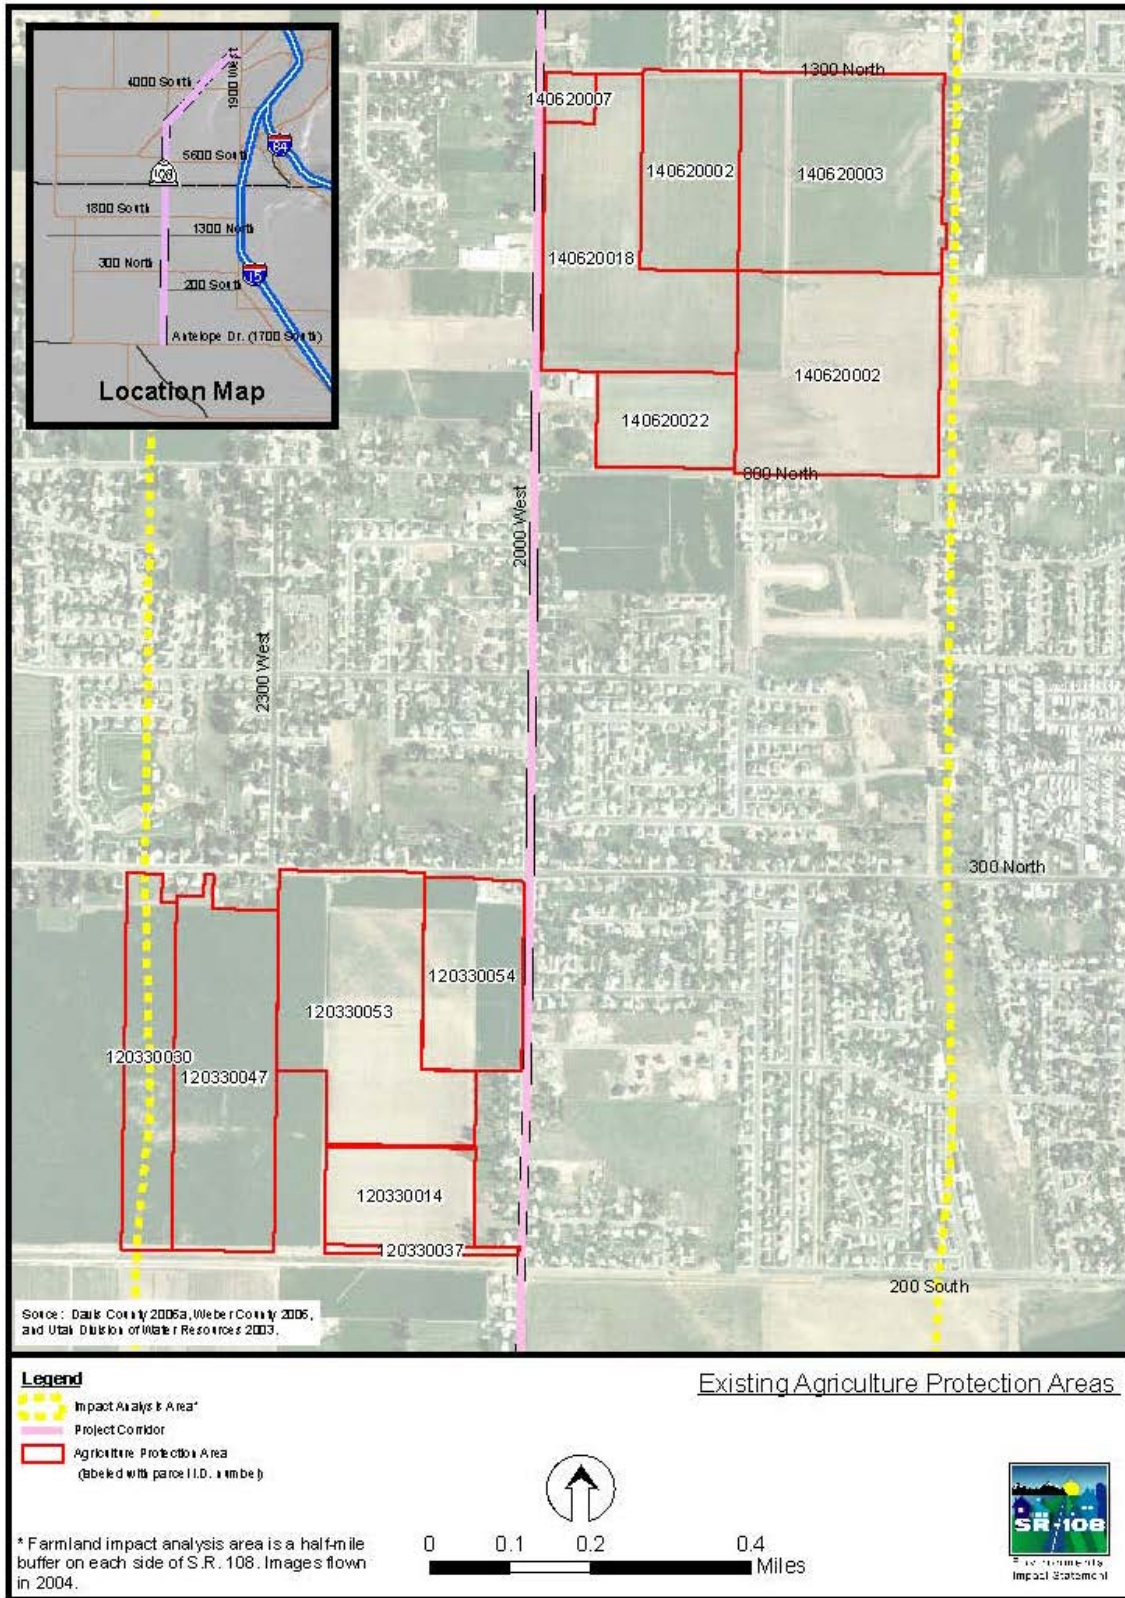 4000 South
1900 West
84
5600 South
108
1800 South
1300 North
300 North
15
200 South
Antelope Dr. (1700 South)
Location Map
1300 North
140620007
140620002
140620003
140620018
140620002
140620022
800 North
2000 West
2300 West
300 North
120330054
120330053
120330030
120330047
120330014
120330037
200 South
Source: Davis County 2006a, Weber County 2006,
and Utah Division of Water Resources 2003.
Legend
Impact Analysis Area*
Project Corridor
Agriculture Protection Area
(labeled with parcel I.D. number)
* Farmland impact analysis area is a half-mile
buffer on each side of S.R. 108. Images flown
in 2004.
Existing Agriculture Protection Areas
0 0.1 0.2 0.4
Miles
SR-108
Environmental
Impact Statement